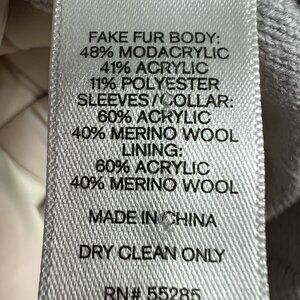 FAKE FUR BODY:
48% MODACRYLIC
41% ACRYLIC
11% POLYESTER
SLEEVES/COLLAR:
60% ACRYLIC
40% MERINO WOOL
LINING:
60% ACRYLIC
40% MERINO WOOL
MADE IN CHINA
DRY CLEAN ONLY
RN# 55285